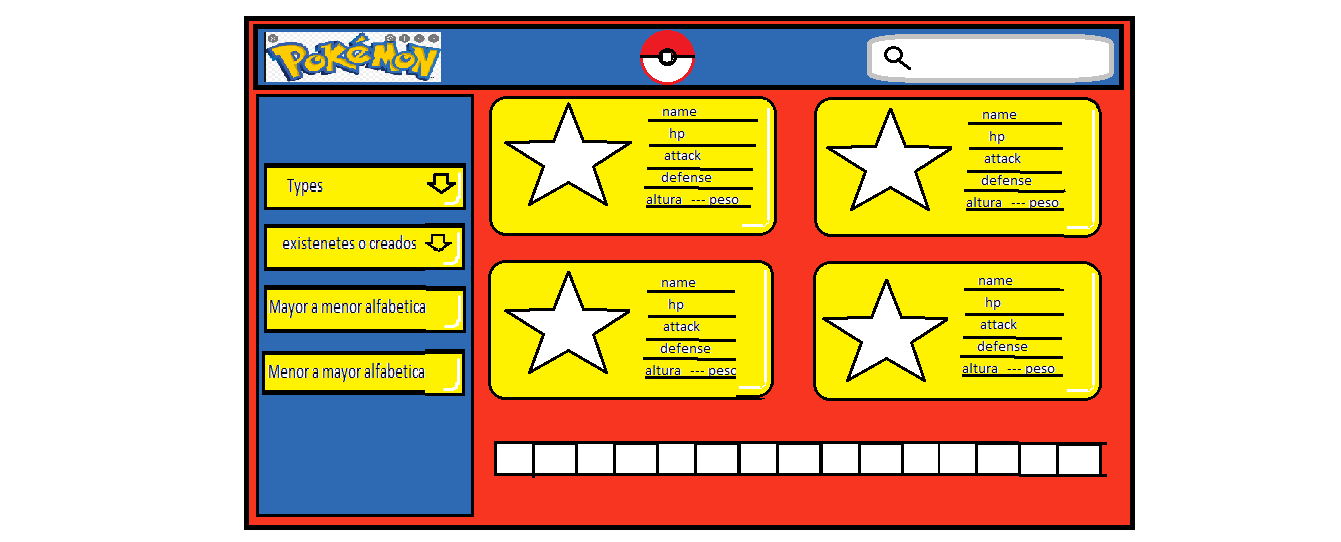 POKéMON
Types
existenetes o creados
Mayor a menor alfabetica
Menor a mayor alfabetica
name
hp
attack
defense
altura --- peso
name
hp
attack
defense
altura --- peso
name
hp
attack
defense
altura --- peso
name
hp
attack
defense
altura --- peso